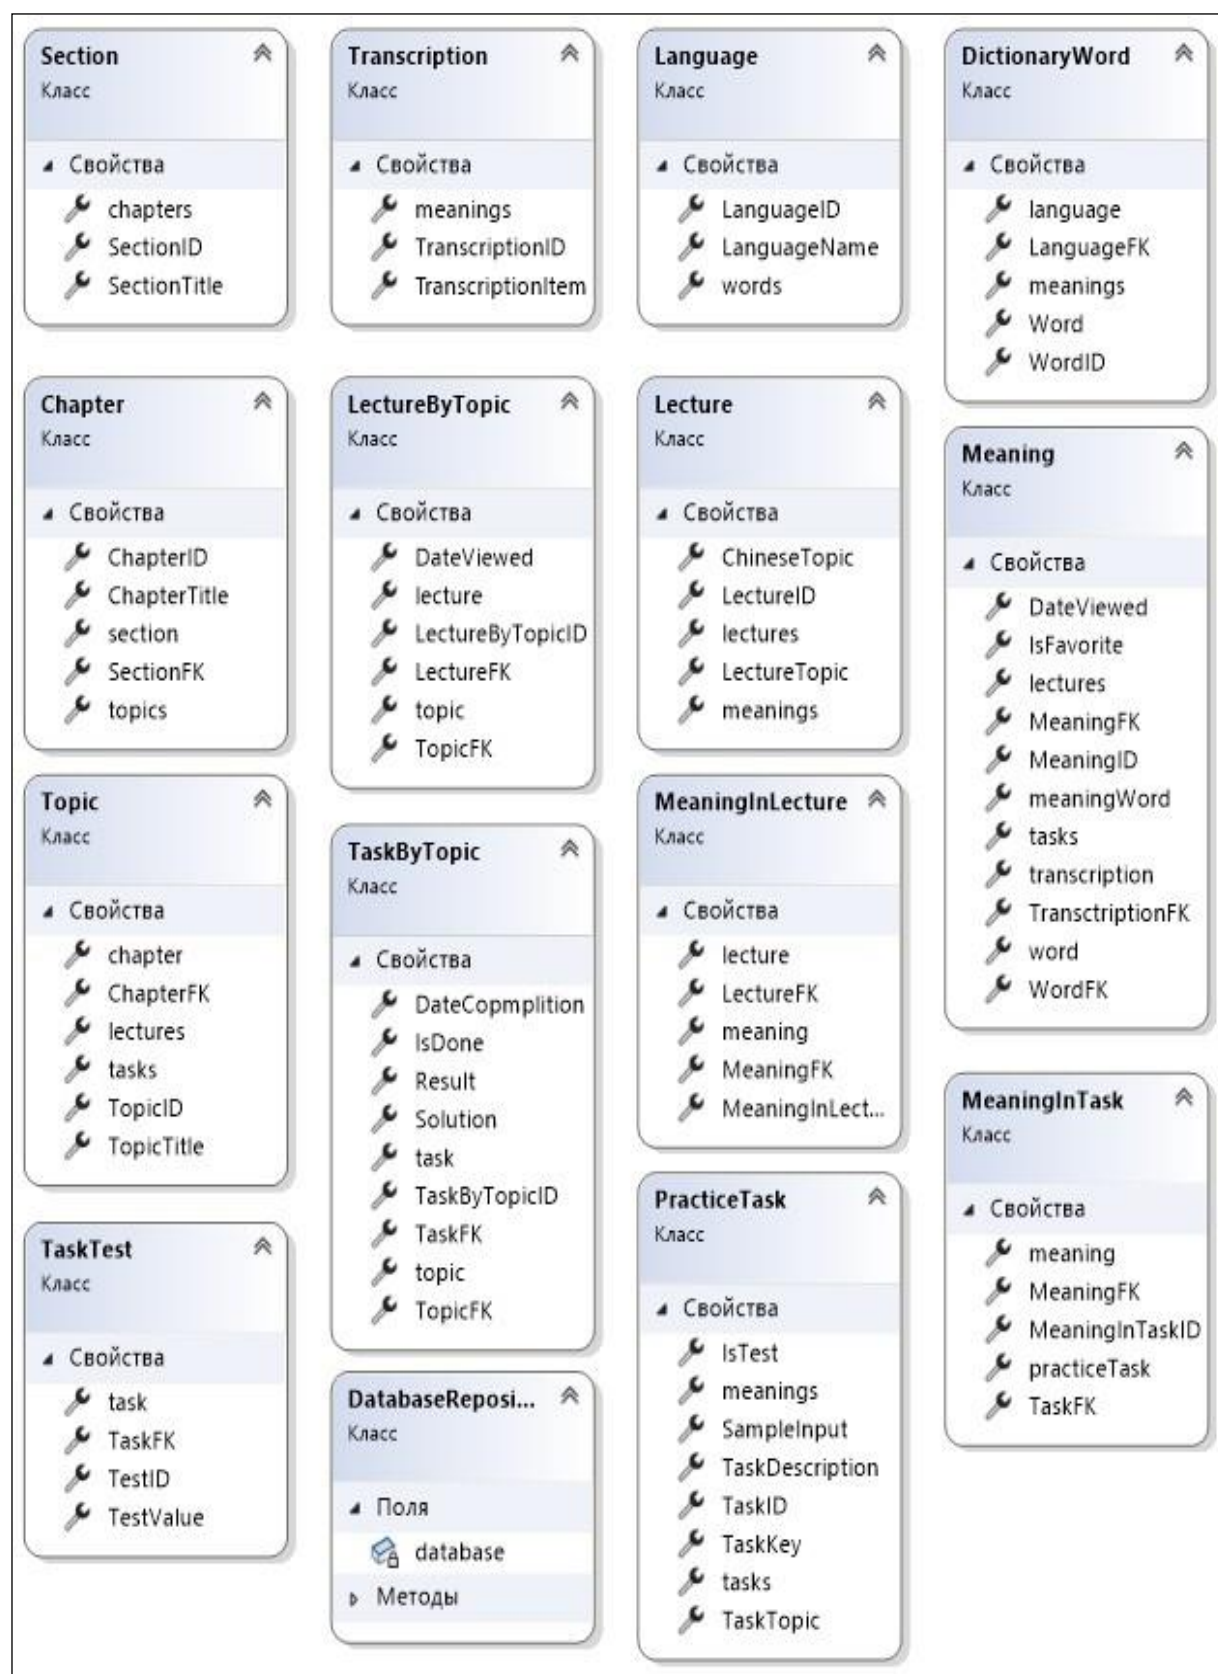 Section
Класс
Свойства
chapters
SectionID
SectionTitle
Transcription
Класс
Свойства
meanings
TranscriptionID
TranscriptionItem
Language
Класс
Свойства
LanguageID
LanguageName
words
DictionaryWord
Класс
Свойства
language
LanguageFK
meanings
Word
WordID
Chapter
Класс
Свойства
ChapterID
ChapterTitle
section
SectionFK
topics
LectureByTopic
Класс
Свойства
DateViewed
lecture
LectureByTopicID
LectureFK
topic
TopicFK
Lecture
Класс
Свойства
ChineseTopic
LectureID
lectures
LectureTopic
meanings
Meaning
Класс
Свойства
DateViewed
IsFavorite
lectures
MeaningFK
MeaningID
meaningWord
tasks
transcription
TransctriptionFK
word
WordFK
Topic
Класс
Свойства
chapter
ChapterFK
lectures
tasks
TopicID
TopicTitle
TaskByTopic
Класс
Свойства
DateCopmplition
IsDone
Result
Solution
task
TaskByTopicID
TaskFK
topic
TopicFK
MeaningInLecture
Класс
Свойства
lecture
LectureFK
meaning
MeaningFK
MeaningInLect...
MeaningInTask
Класс
Свойства
meaning
MeaningFK
MeaningInTaskID
practiceTask
TaskFK
TaskTest
Класс
Свойства
task
TaskFK
TestID
TestValue
DatabaseReposi...
Класс
Поля
database
Методы
PracticeTask
Класс
Свойства
IsTest
meanings
SampleInput
TaskDescription
TaskID
TaskKey
tasks
TaskTopic